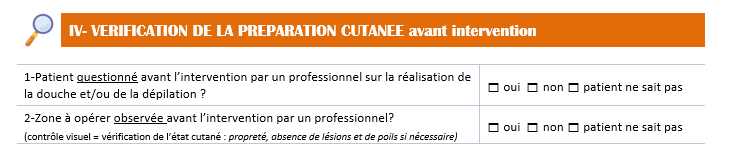 IV- VERIFICATION DE LA PREPARATION CUTANEE avant intervention
1-Patient questionné avant l'intervention par un professionnel sur la réalisation de
la douche et/ou de la dépilation ?
☐ oui ☐ non ☐ patient ne sait pas
2-Zone à opérer observée avant l'intervention par un professionnel?
(contrôle visuel = vérification de l'état cutané : propreté, absence de lésions et de poils si nécessaire)
☐ oui ☐ non ☐ patient ne sait pas